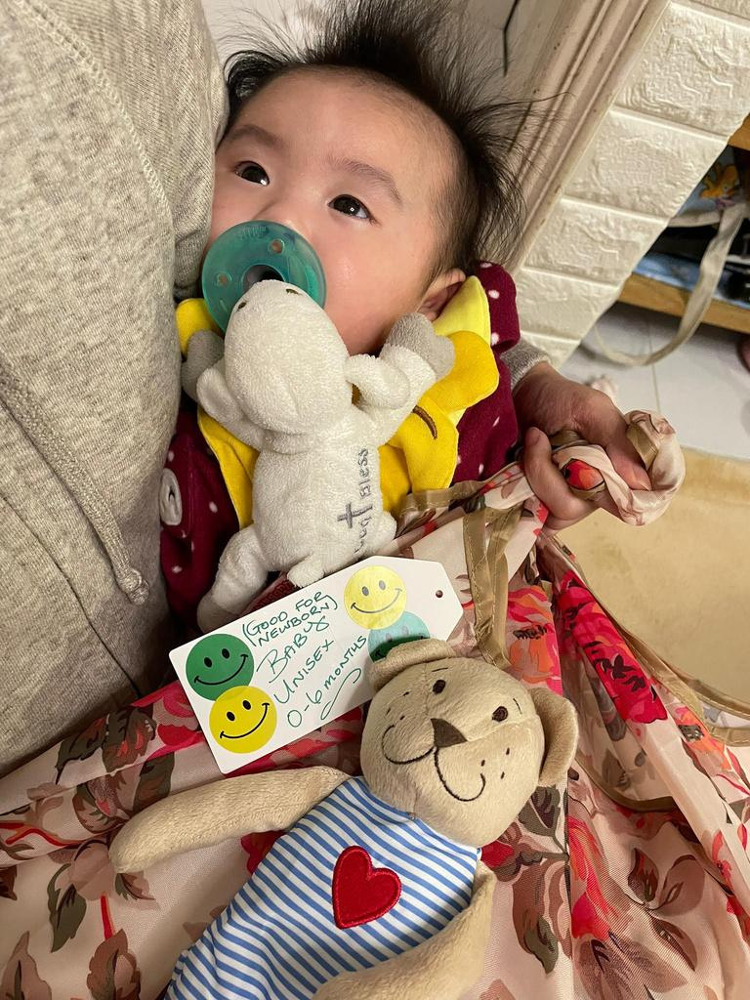 Bless
(GOOD FOR
NEWBORN)
BABY
UNISEX
0-6 MONTHS